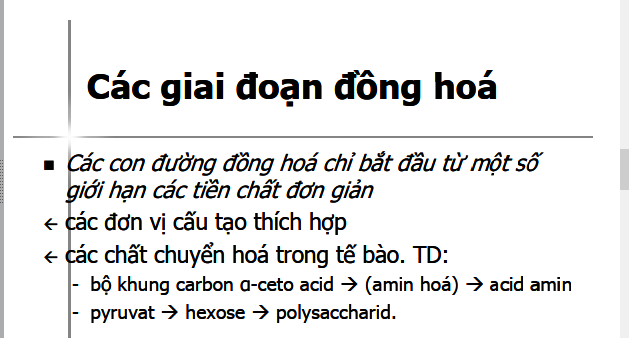 Các giai đoạn đồng hoá
■ Các con đường đồng hoá chỉ bắt đầu từ một số
giới hạn các tiền chất đơn giản
← các đơn vị cấu tạo thích hợp
← các chất chuyển hoá trong tế bào. TD:
- bộ khung carbon α-ceto acid → (amin hoá) → acid amin
- pyruvat → hexose → polysaccharid.